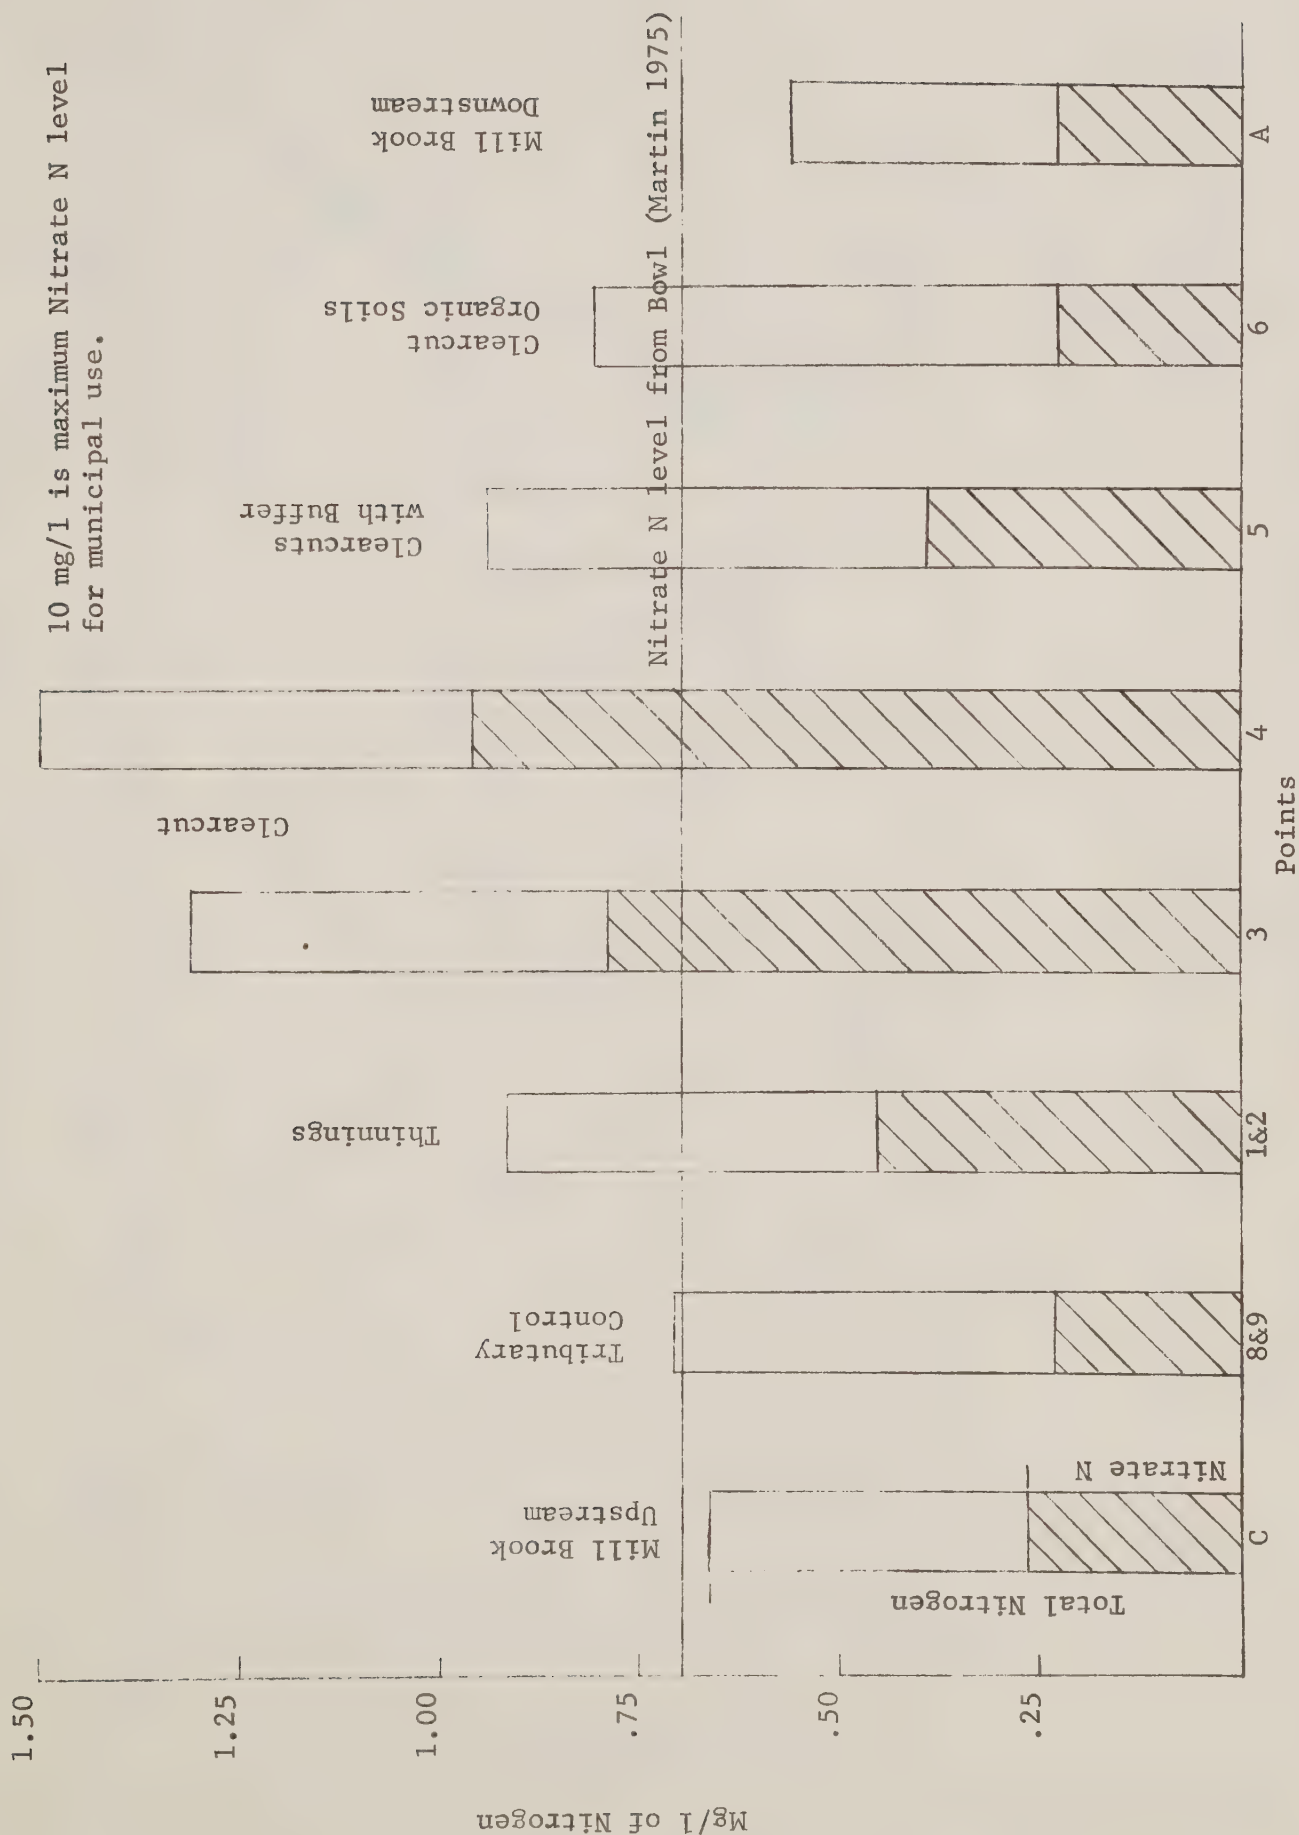 10 mg/l is maximum Nitrate N level
for municipal use.
Mg/l of Nitrogen
1.50
1.25
1.00
.75
.50
.25
Nitrate N level from Bowl (Martin 1975)
Mill Brook
Upstream
Total Nitrogen
Nitrate N
Tributary
Control
Thinnings
Clearcut
Clearcuts
with Buffer
Clearcut
Organic Soils
Mill Brook
Downstream
C
8&9
1&2
3
4
5
6
A
Points